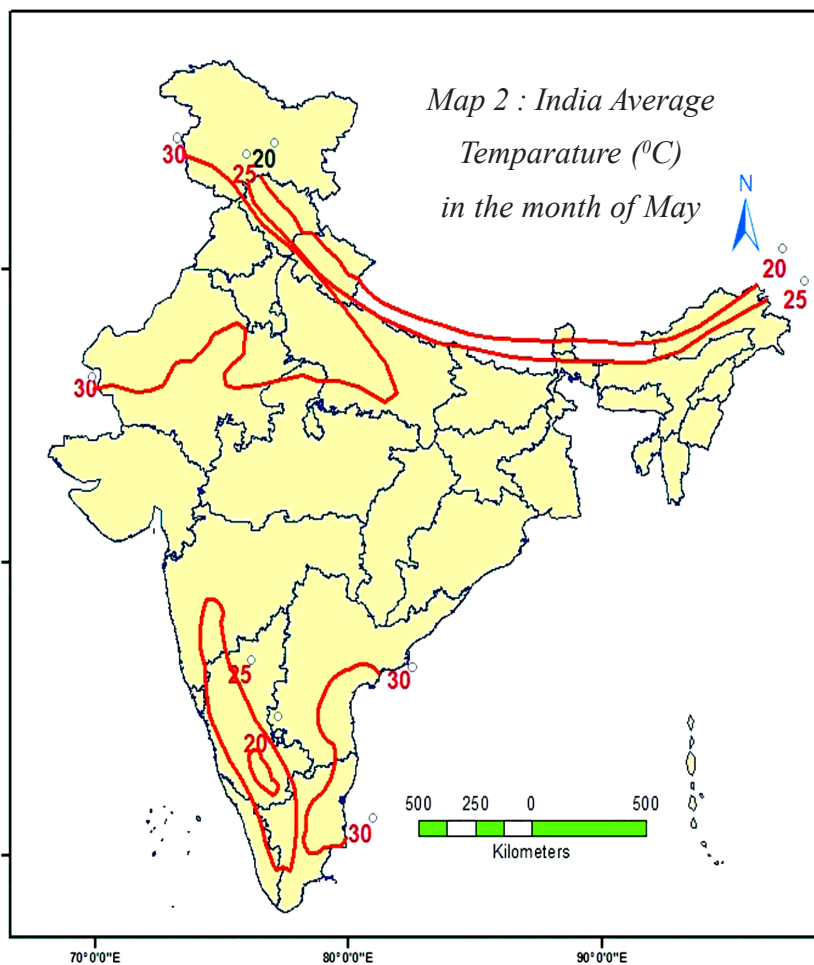 Map 2 : India Average
Temparature (⁰C)
in the month of May
30
25
20
N
20
25
30
25
20
30
30
500 250 0 500
Kilometers
70°0'0"E 80°0'0"E 90°0'0"E